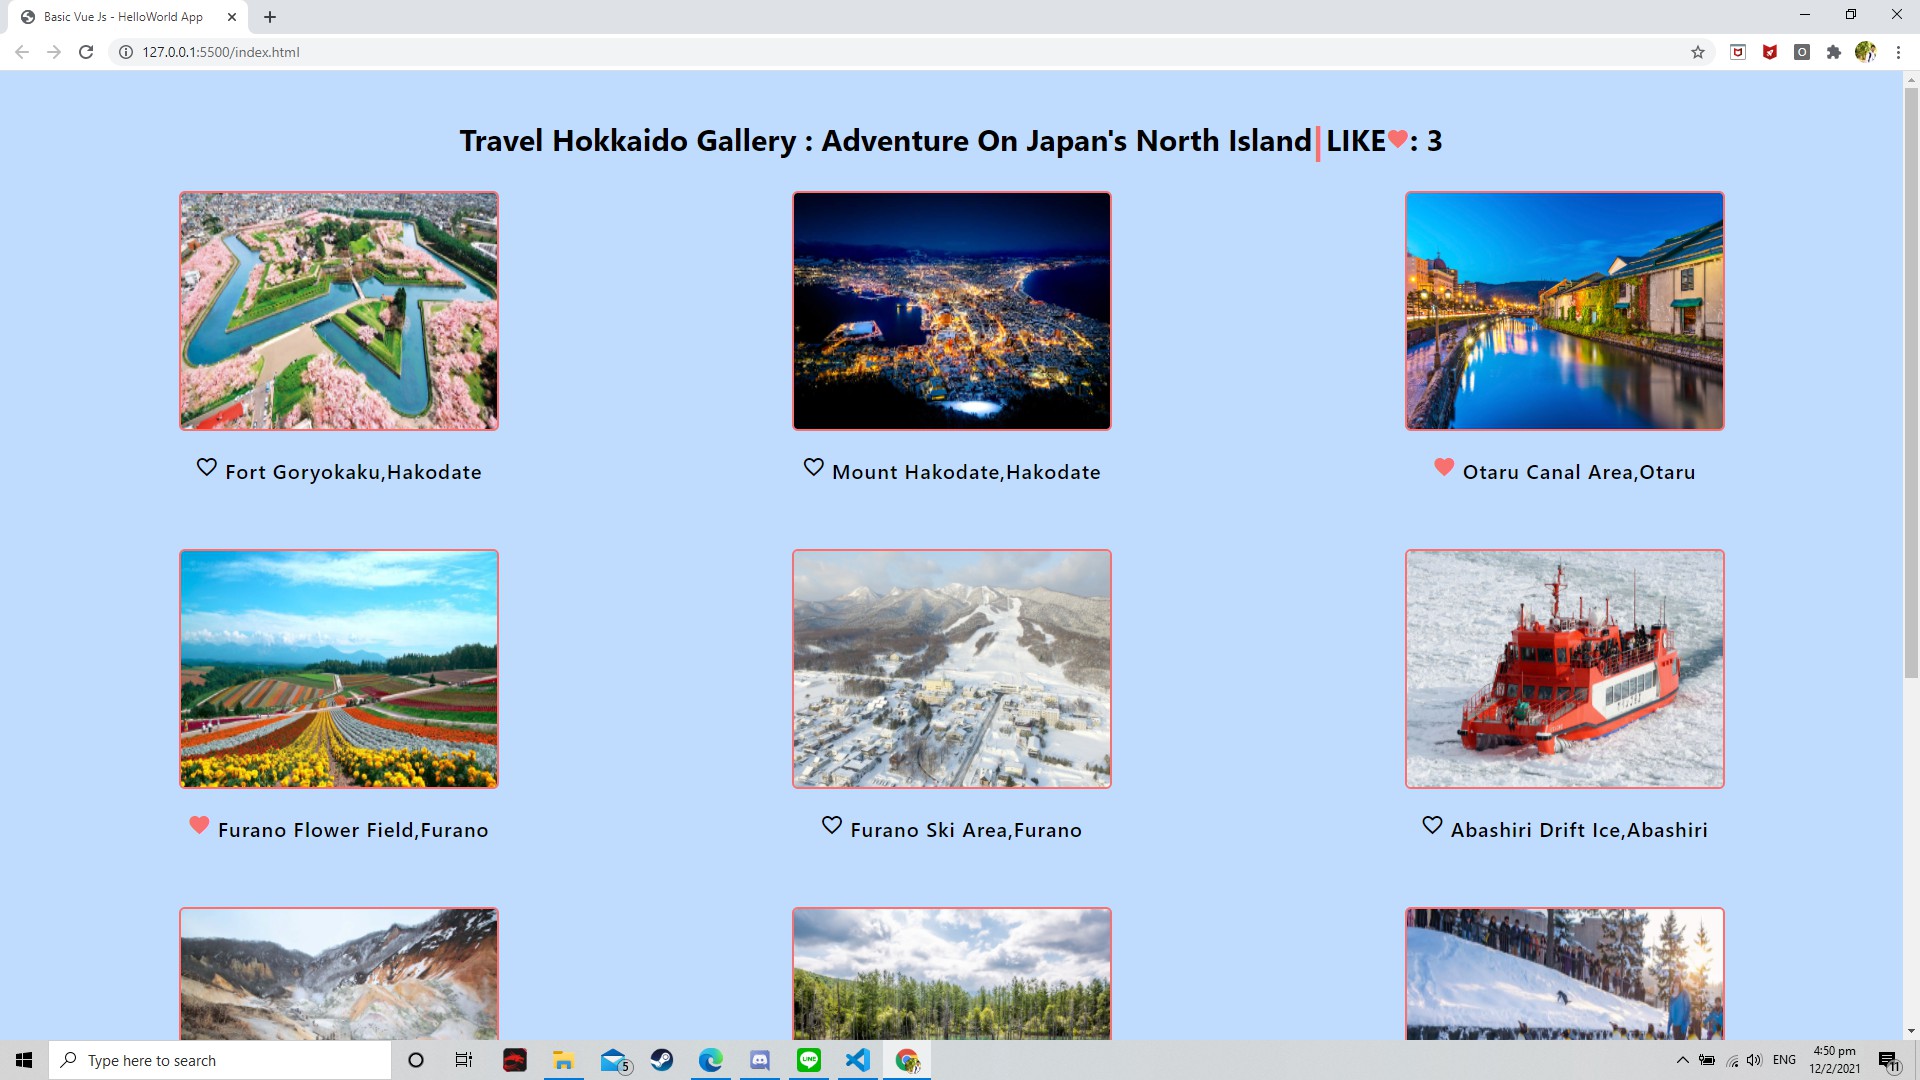 Basic Vue Js - HelloWorld App
127.0.0.1:5500/index.html
Travel Hokkaido Gallery : Adventure On Japan's North Island|LIKE♥: 3
Fort Goryokaku,Hakodate
Mount Hakodate,Hakodate
Otaru Canal Area,Otaru
Furano Flower Field,Furano
Furano Ski Area,Furano
Abashiri Drift Ice,Abashiri
Type here to search
5
LINE
ENG
4:50 pm
12/2/2021
11